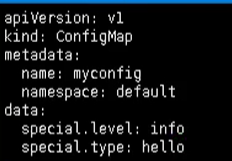 apiVersion: v1
kind: ConfigMap
metadata:
  name: myconfig
  namespace: default
data:
  special.level: info
  special.type: hello